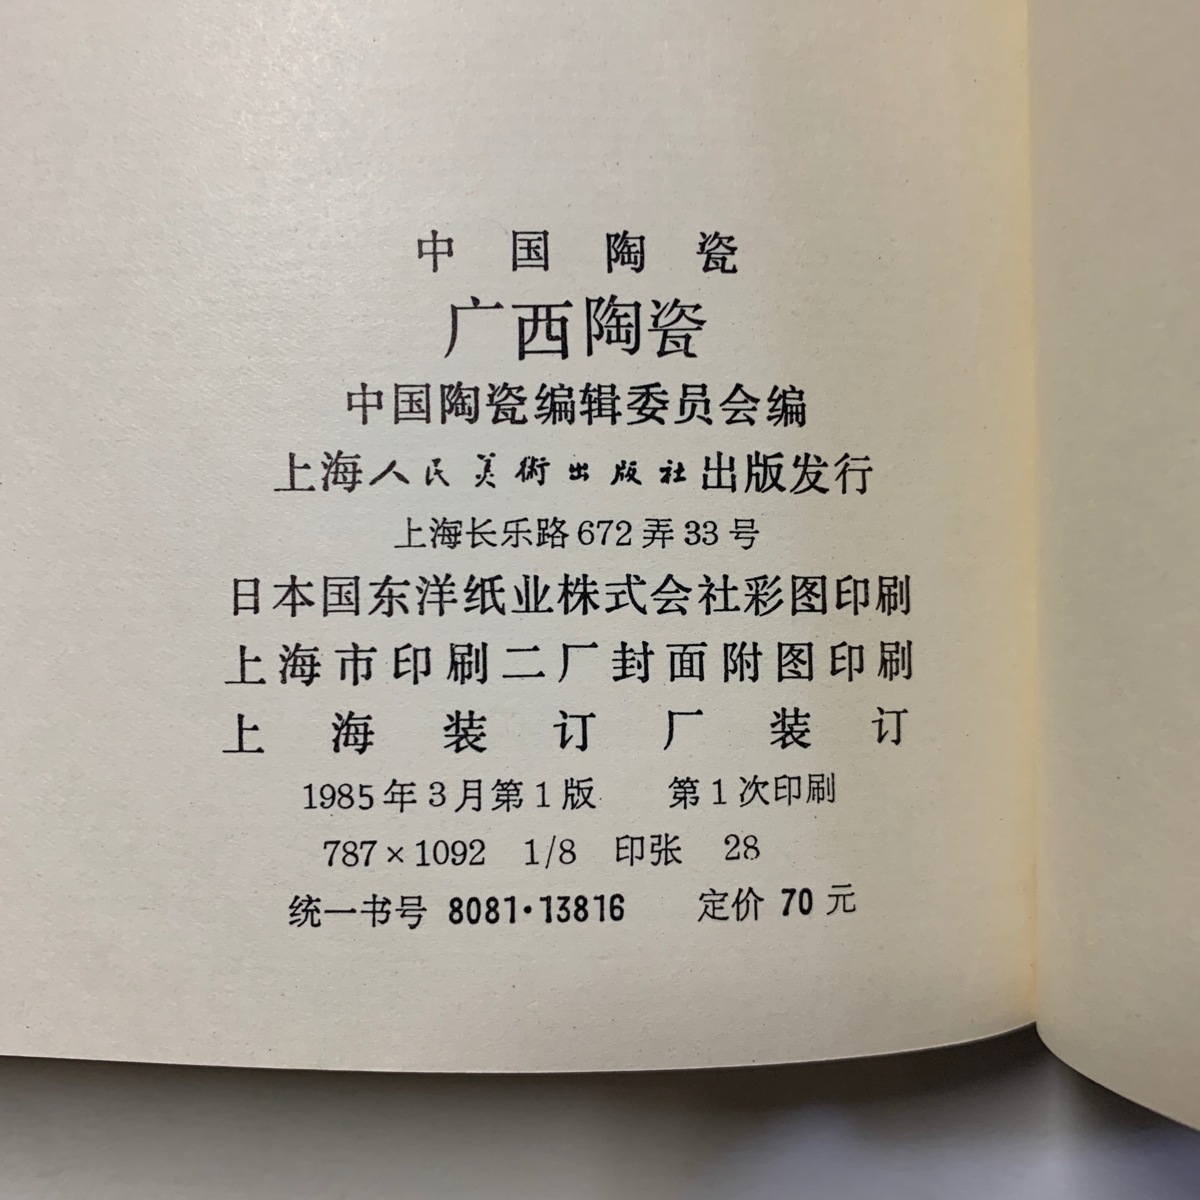 中国陶瓷
广西陶瓷
中国陶瓷编辑委员会编
上海人民美術出版社出版发行
上海长乐路672弄33号
日本国东洋纸业株式会社彩图印刷
上海市印刷二厂封面附图印刷
上海装订厂装订
1985年3月第1版 第1次印刷
787×1092 1/8 印张 28
统一书号 8081·13816 定价 70 元